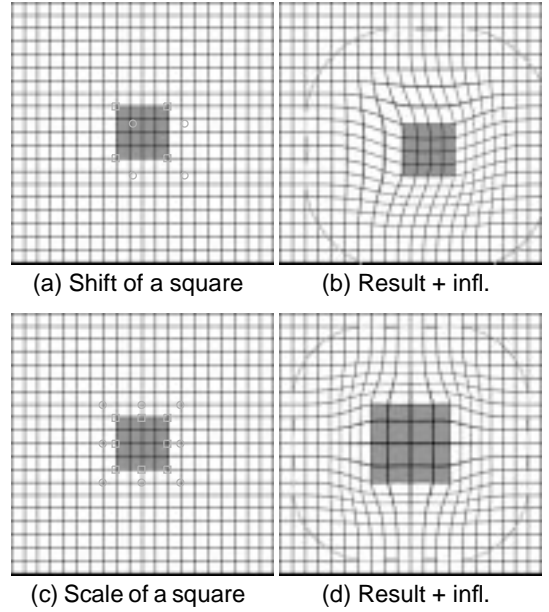 (a) Shift of a square
(b) Result + infl.
(c) Scale of a square
(d) Result + infl.